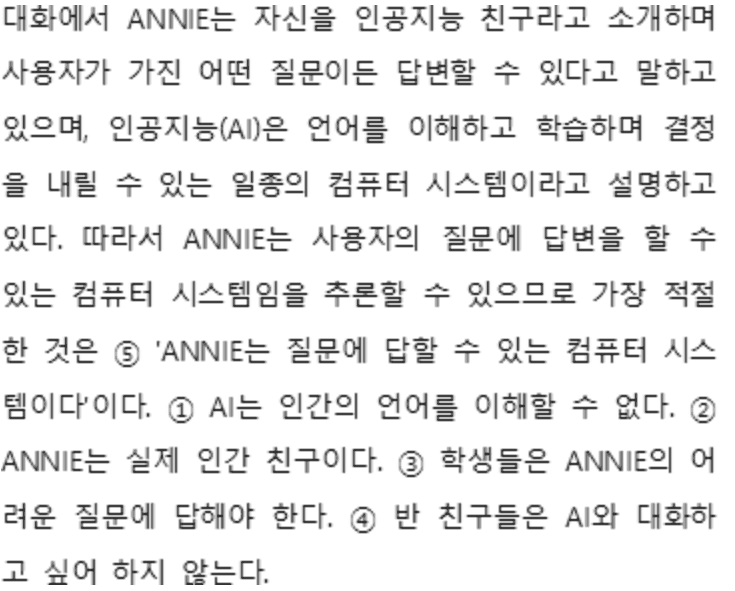 대화에서 ANNIE는 자신을 인공지능 친구라고 소개하며
사용자가 가진 어떤 질문이든 답변할 수 있다고 말하고
있으며, 인공지능(AI)은 언어를 이해하고 학습하며 결정
을 내릴 수 있는 일종의 컴퓨터 시스템이라고 설명하고
있다. 따라서 ANNIE는 사용자의 질문에 답변을 할 수
있는 컴퓨터 시스템임을 추론할 수 있으므로 가장 적절
한 것은 ⑤ 'ANNIE는 질문에 답할 수 있는 컴퓨터 시스
템이다'이다. ① AI는 인간의 언어를 이해할 수 없다. ②
ANNIE는 실제 인간 친구이다. ③ 학생들은 ANNIE의 어
려운 질문에 답해야 한다. ④ 반 친구들은 AI와 대화하
고 싶어 하지 않는다.